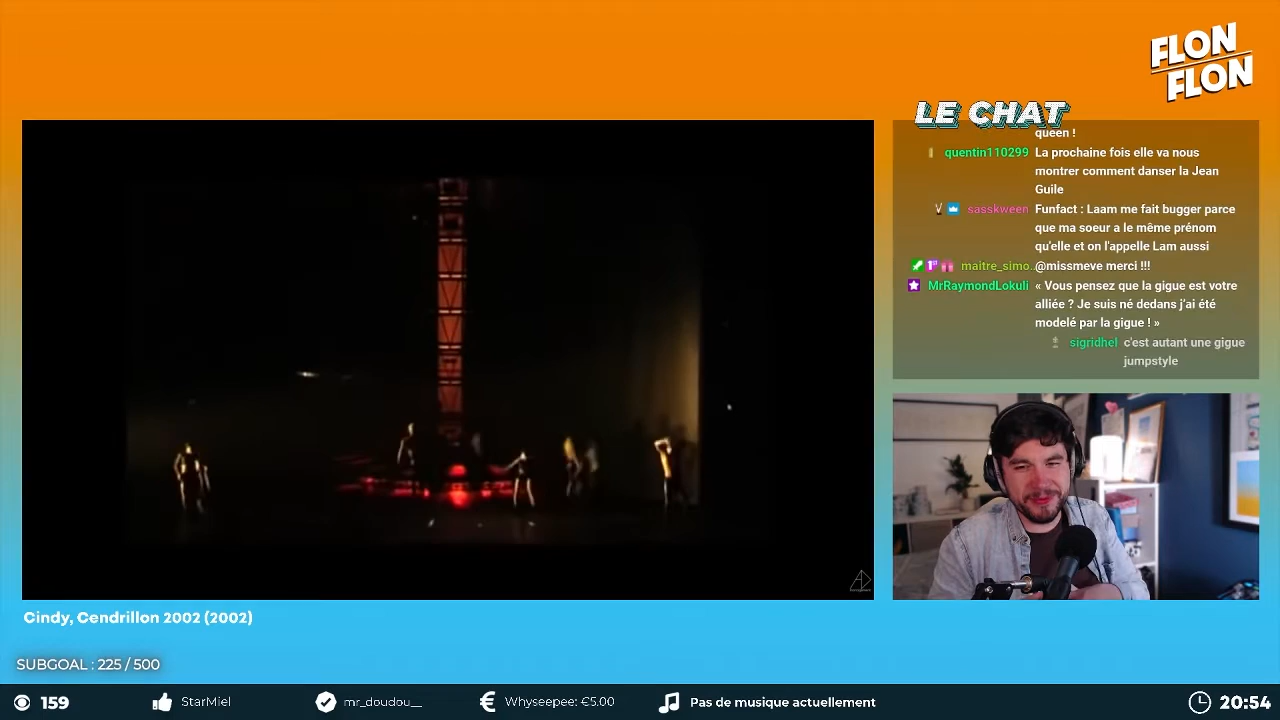 FLON
FLON
LE CHAT
queen !
quentin110299 La prochaine fois elle va nous
montrer comment danser la Jean
Guile
sasskween Funfact : Laam me fait bugger parce
que ma soeur a le même prénom
qu'elle et on l'appelle Lam aussi
maitre_simo.. @missmeve merci !!!
MrRaymondLokuli « Vous pensez que la gigue est votre
alliée ? Je suis né dedans j'ai été
modelé par la gigue ! »
sigridhel c'est autant une gigue
jumpstyle
Cindy, Cendrillon 2002 (2002)
SUBGOAL : 225 / 500
159 StarMiel mr_doudou__ € Whyseepee: €5.00 Pas de musique actuellement 20:54